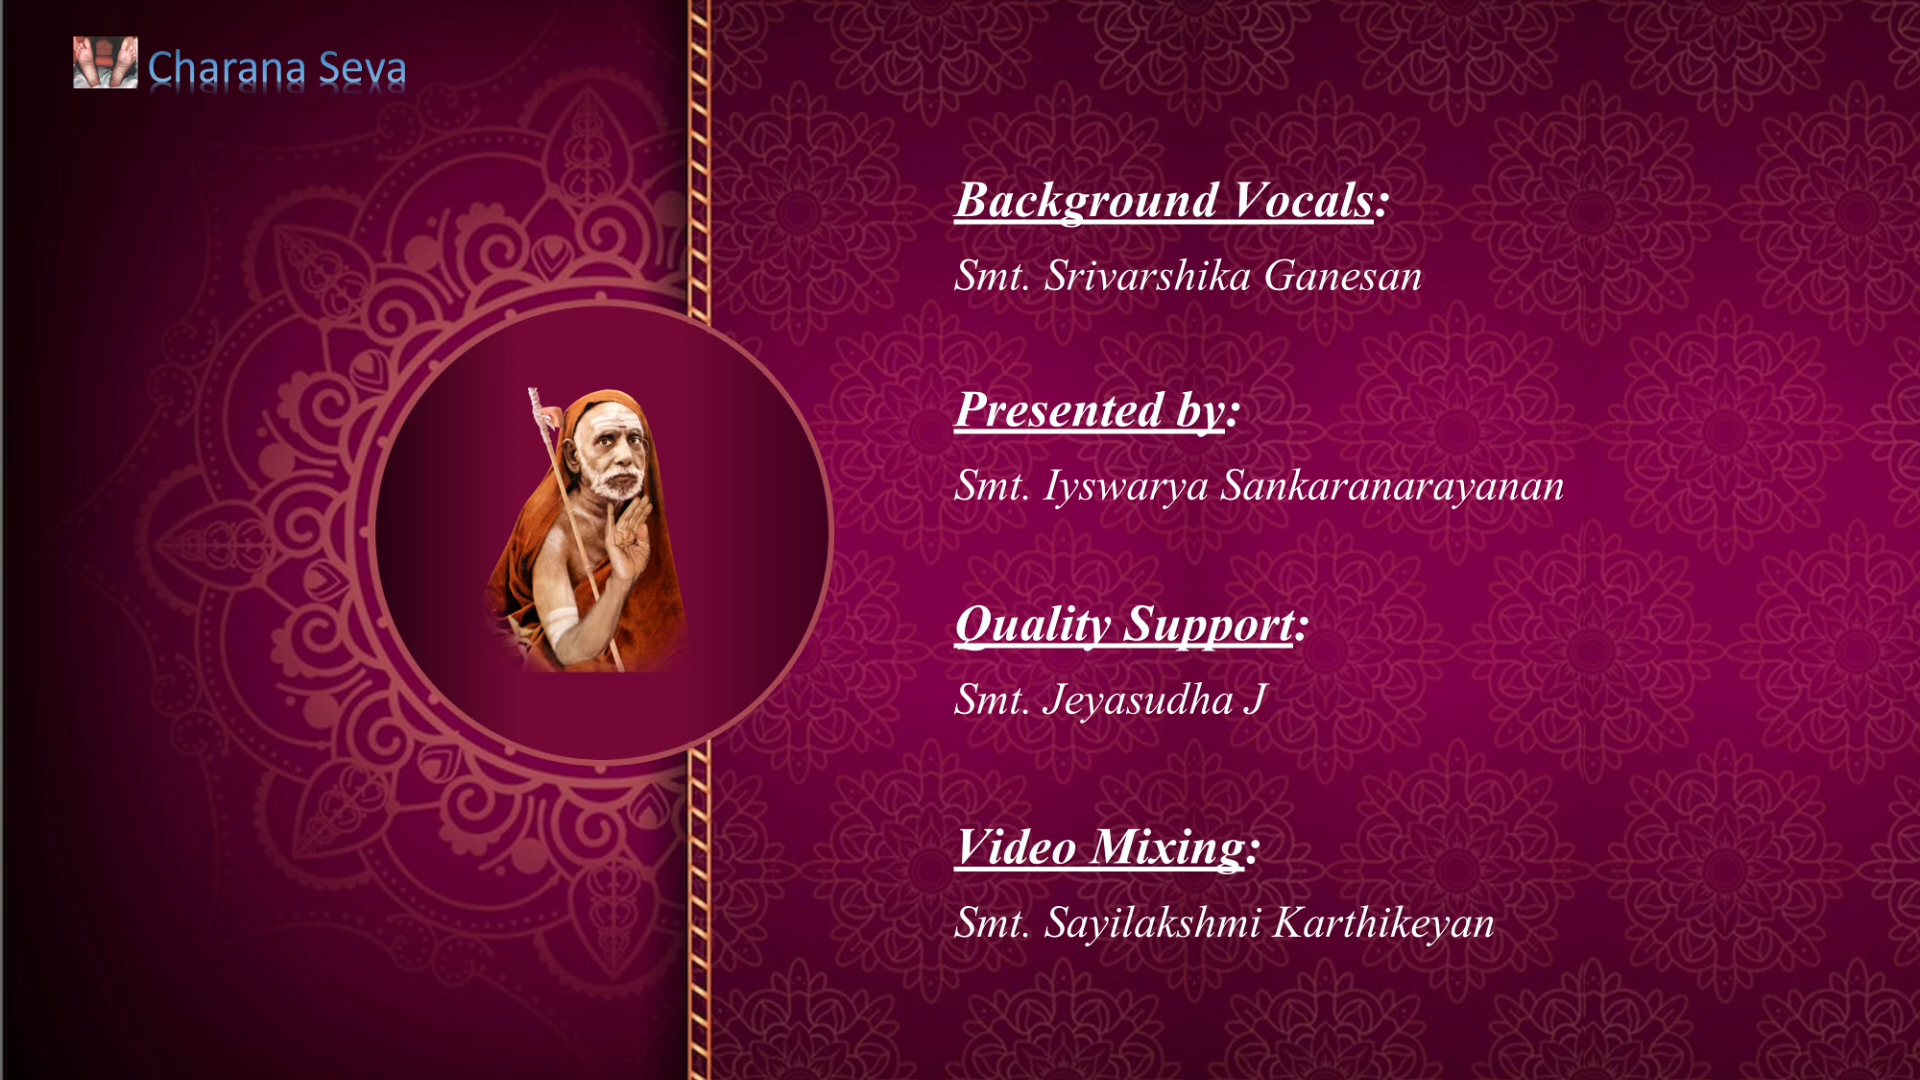 Charana Seva
Background Vocals:
Smt. Srivarshika Ganesan
Presented by:
Smt. Iyswarya Sankaranarayanan
Quality Support:
Smt. Jeyasudha J
Video Mixing:
Smt. Sayilakshmi Karthikeyan